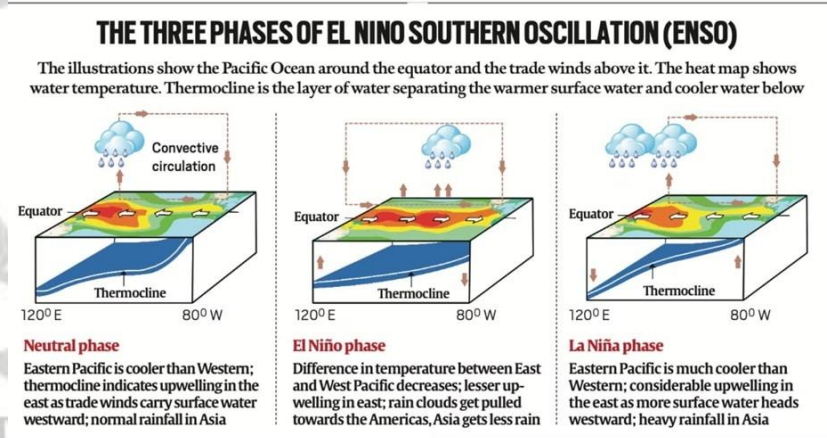 THE THREE PHASES OF EL NINO SOUTHERN OSCILLATION (ENSO)
The illustrations show the Pacific Ocean around the equator and the trade winds above it. The heat map shows
water temperature. Thermocline is the layer of water separating the warmer surface water and cooler water below
Convective
circulation
Equator
Thermocline
120⁰ E
80⁰ W
Neutral phase
Eastern Pacific is cooler than Western;
thermocline indicates upwelling in the
east as trade winds carry surface water
westward; normal rainfall in Asia
Equator
Thermocline
120⁰ E
80⁰ W
El Niño phase
Difference in temperature between East
and West Pacific decreases; lesser up-
welling in east; rain clouds get pulled
towards the Americas, Asia gets less rain
Equator
Thermocline
120⁰ E
80⁰ W
La Niña phase
Eastern Pacific is much cooler than
Western; considerable upwelling in
the east as more surface water heads
westward; heavy rainfall in Asia